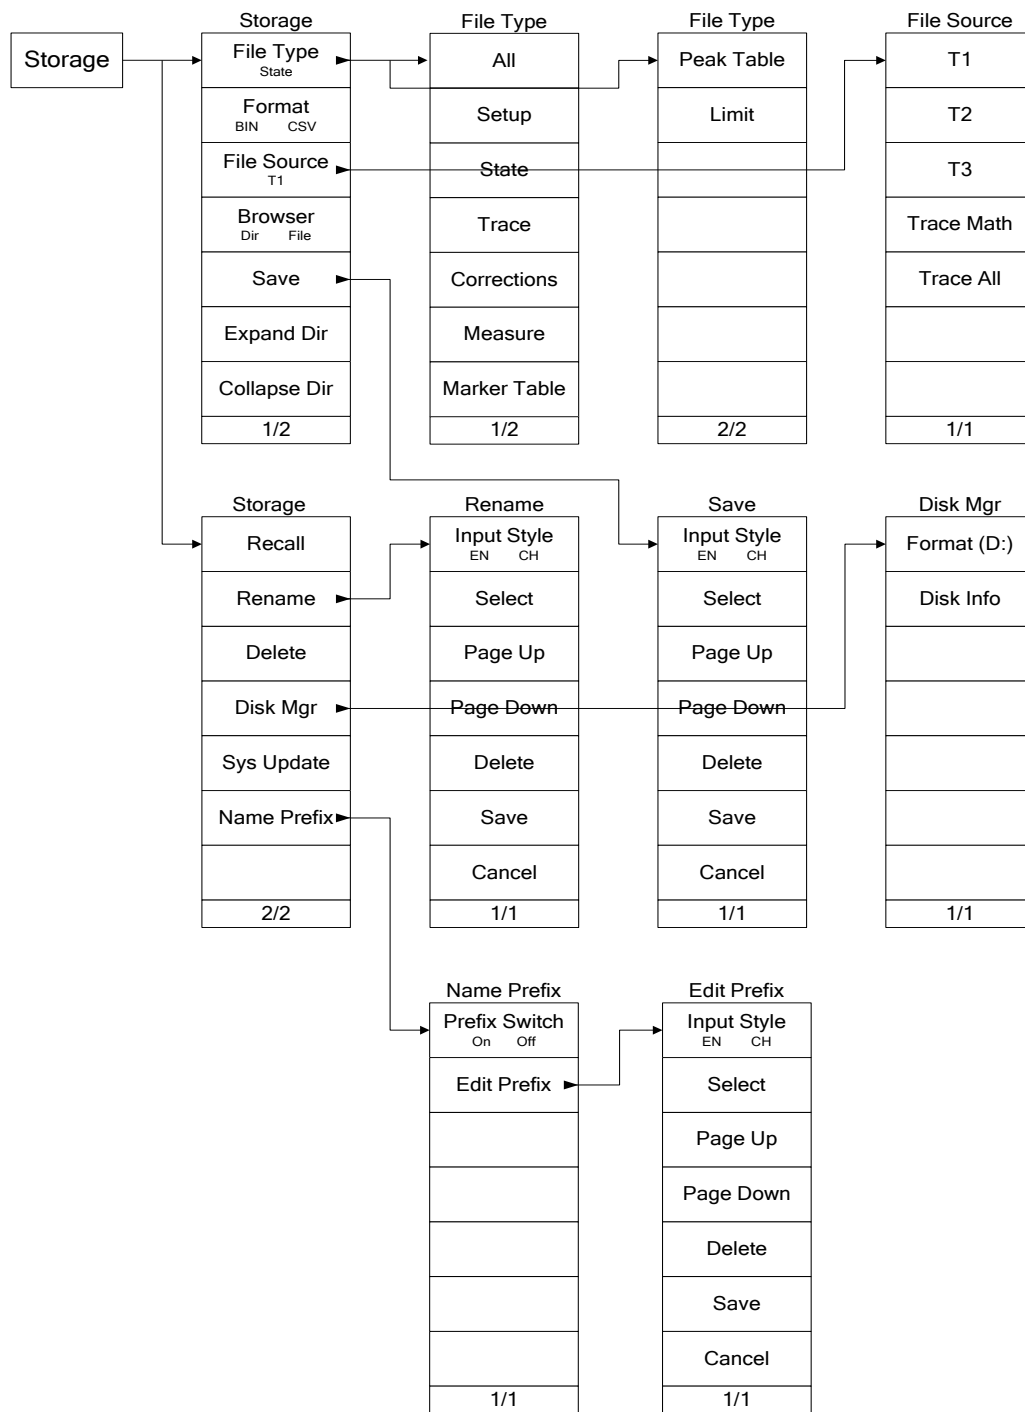 Storage
Storage
File Type
State
Format
BIN CSV
File Source
T1
Browser
Dir File
Save
Expand Dir
Collapse Dir
1/2
File Type
All
Setup
State
Trace
Corrections
Measure
Marker Table
1/2
File Type
Peak Table
Limit
2/2
File Source
T1
T2
T3
Trace Math
Trace All
1/1
Storage
Recall
Rename
Delete
Disk Mgr
Sys Update
Name Prefix
2/2
Rename
Input Style
EN CH
Select
Page Up
Page Down
Delete
Save
Cancel
1/1
Save
Input Style
EN CH
Select
Page Up
Page Down
Delete
Save
Cancel
1/1
Disk Mgr
Format (D:)
Disk Info
1/1
Name Prefix
Prefix Switch
On Off
Edit Prefix
1/1
Edit Prefix
Input Style
EN CH
Select
Page Up
Page Down
Delete
Save
Cancel
1/1